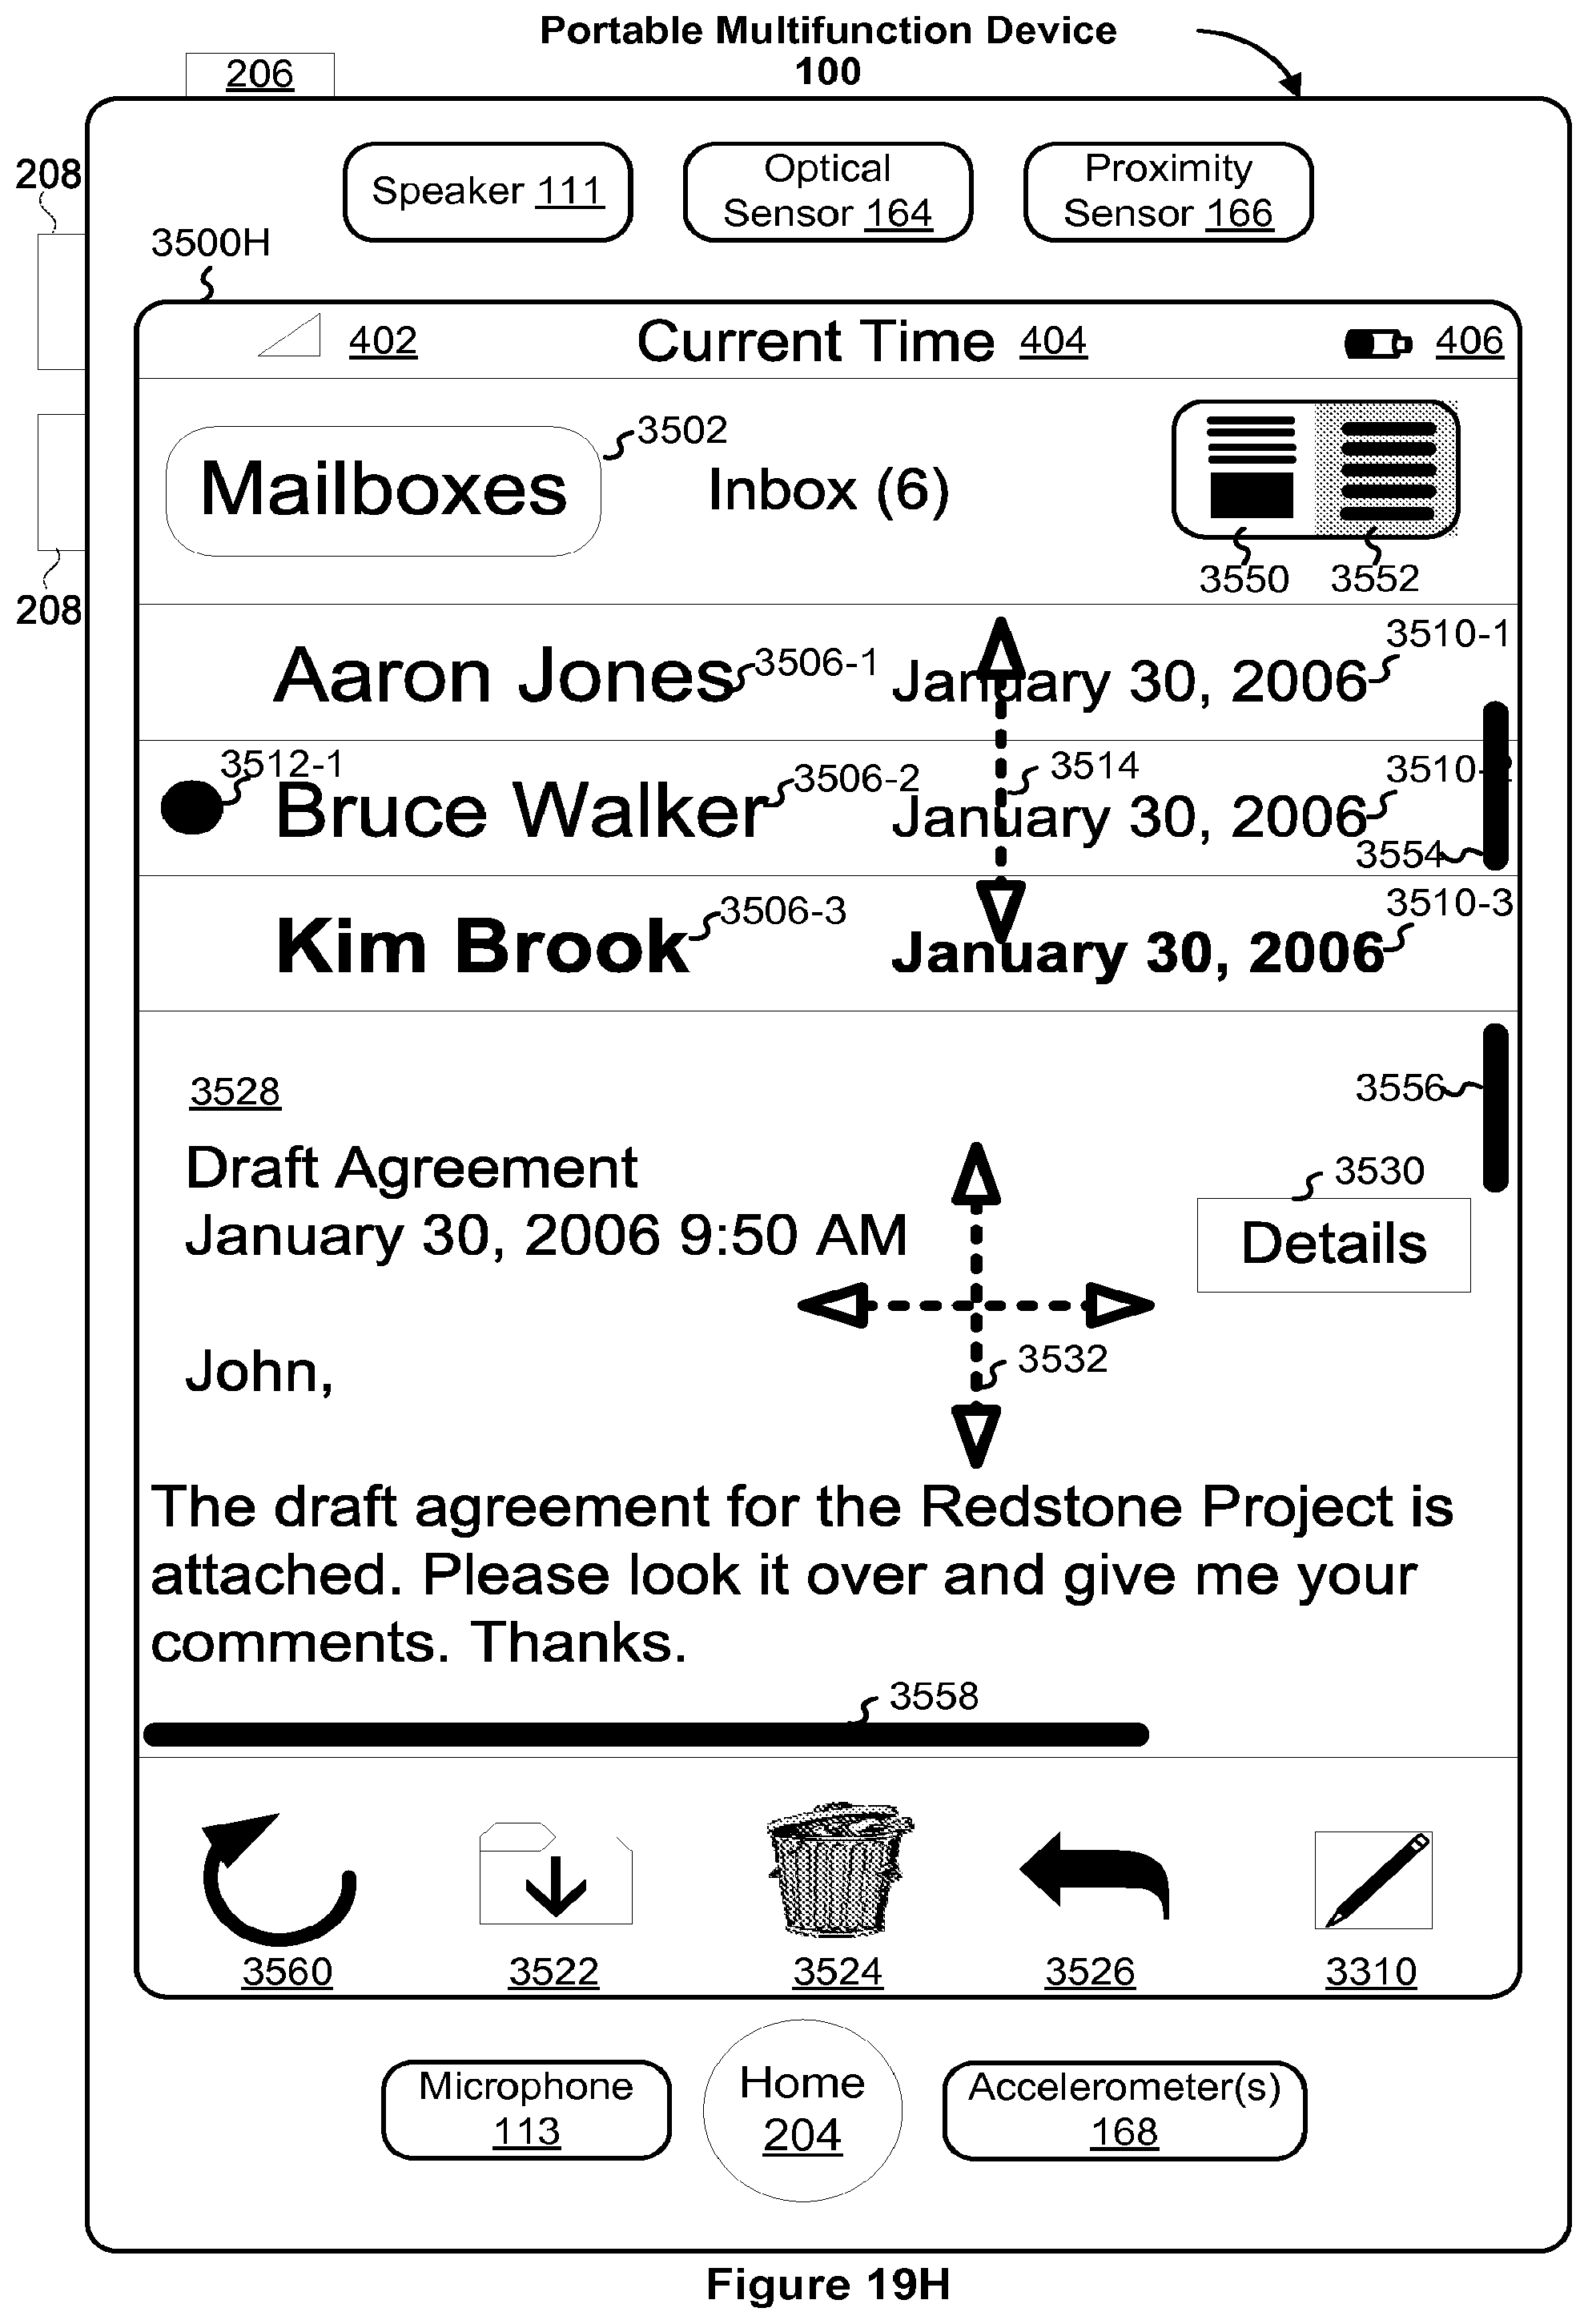 Portable Multifunction Device
100
206
208
Speaker 111
Optical
Sensor 164
Proximity
Sensor 166
3500H
402
Current Time 404
406
Mailboxes
3502
Inbox (6)
3550
3552
208
Aaron Jones
3506-1
January 30, 2006
3510-1
3512-1
Bruce Walker
3506-2
3514
January 30, 2006
3510-2
3554
Kim Brook
3506-3
January 30, 2006
3510-3
3528
3556
Draft Agreement
3530
January 30, 2006 9:50 AM
Details
John,
3532
The draft agreement for the Redstone Project is
attached. Please look it over and give me your
comments. Thanks.
3558
3560
3522
3524
3526
3310
Microphone
113
Home
204
Accelerometer(s)
168
Figure 19H